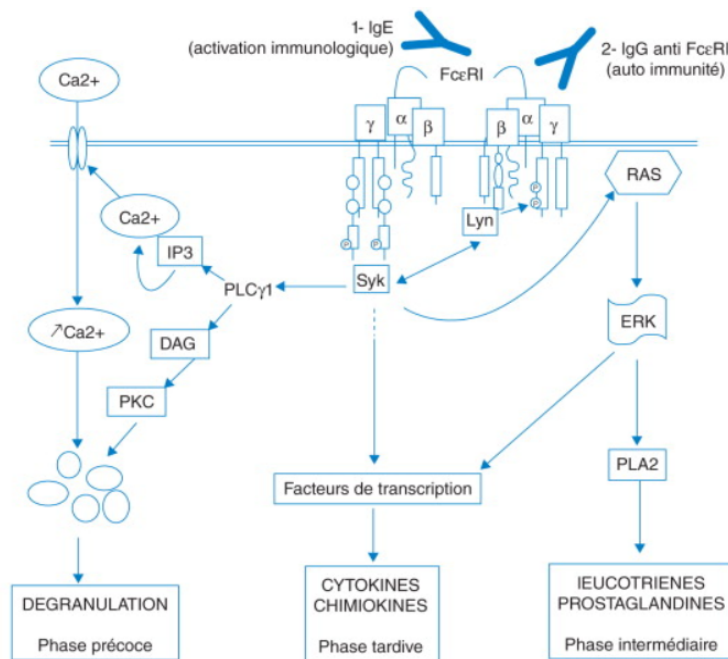 1- IgE
(activation immunologique)
2- IgG anti FcεRI
(auto immunité)
FcεRI
Ca2+
γ
α
β
β
α
γ
RAS
Ca2+
IP3
Lyn
P
P
P
P
Syk
PLCγ1
↗Ca2+
DAG
ERK
PKC
PLA2
Facteurs de transcription
DEGRANULATION
Phase précoce
CYTOKINES
CHIMIOKINES
Phase tardive
lEUCOTRIENES
PROSTAGLANDINES
Phase intermédiaire